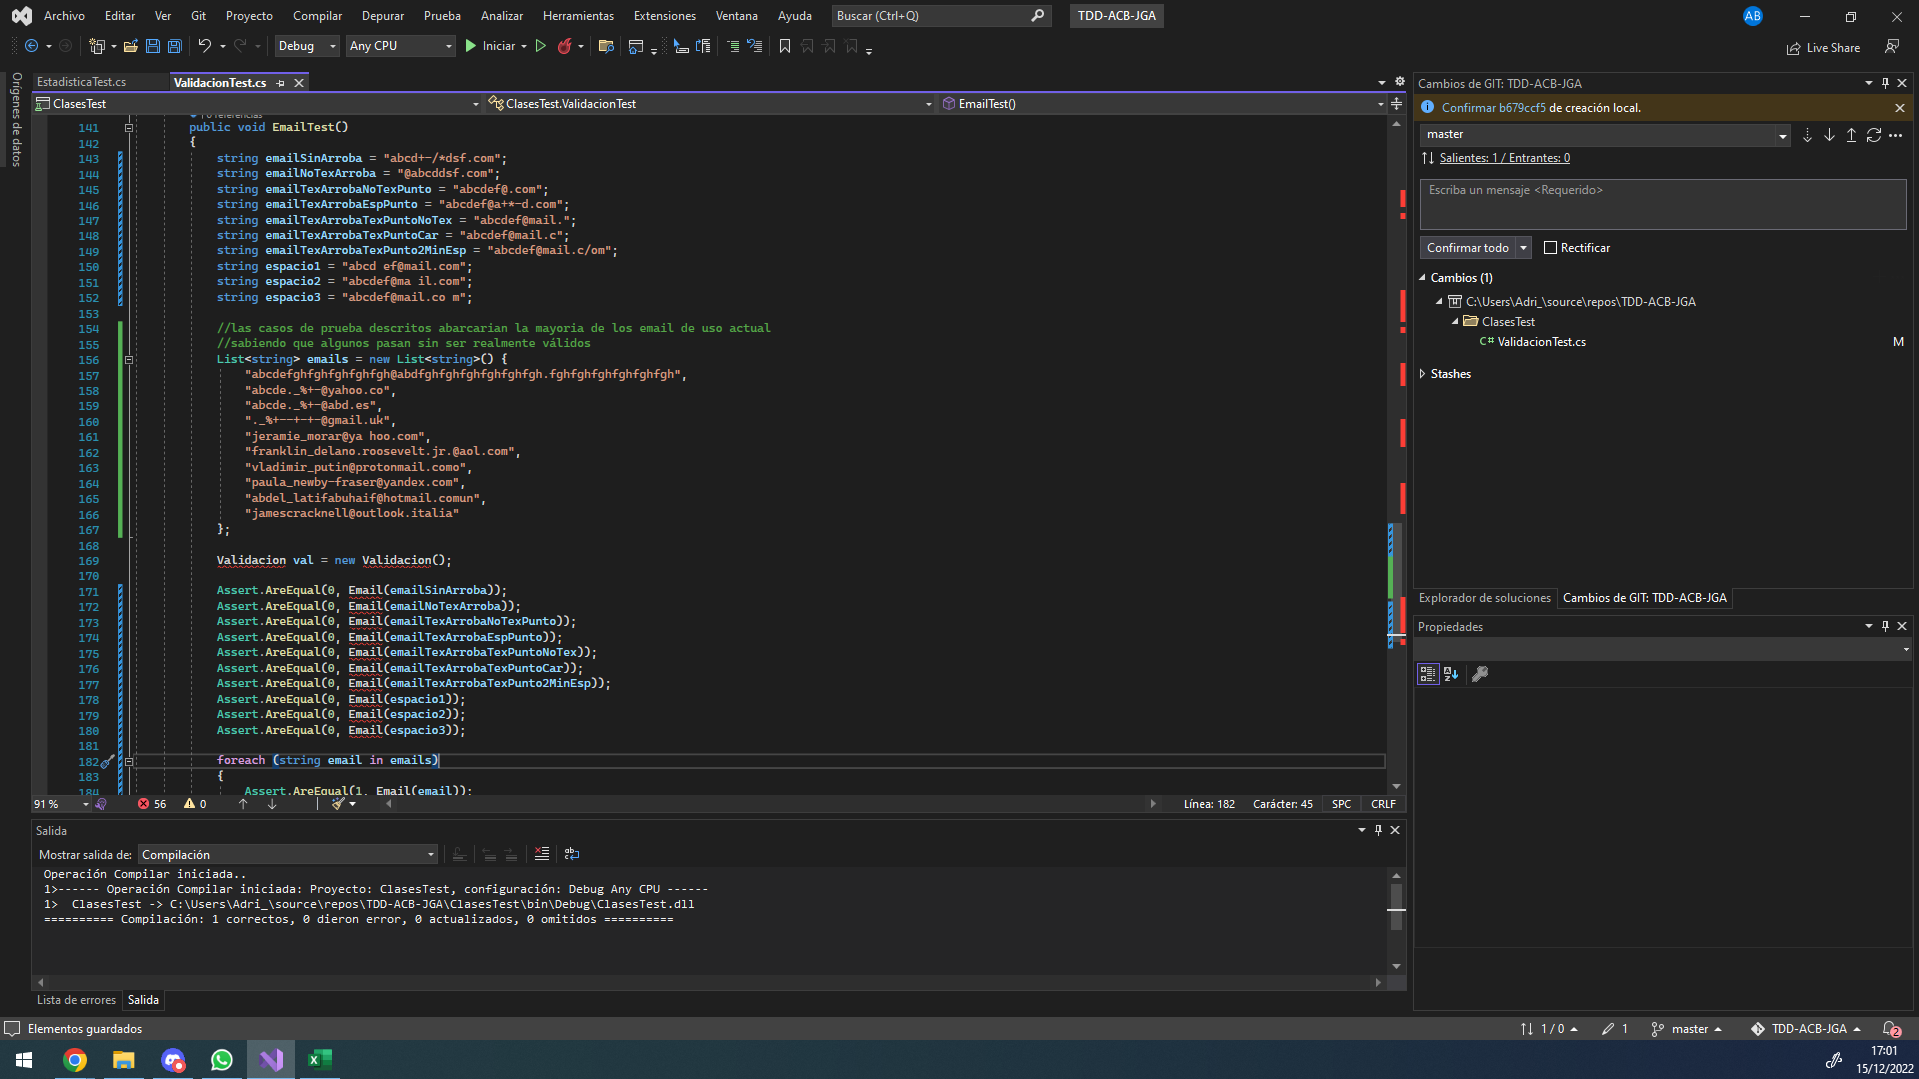 Archivo Editar Ver Git Proyecto Compilar Depurar Prueba Analizar Herramientas Extensiones Ventana Ayuda Buscar (Ctrl+Q) TDD-ACB-JGA AB
Debug Any CPU Iniciar Live Share
Orígenes de datos
EstadisticaTest.cs ValidacionTest.cs
ClasesTest ClasesTest.ValidacionTest EmailTest()
141 public void EmailTest()
142 {
143 string emailSinArroba = "abcd+-/*dsf.com";
144 string emailNoTexArroba = "@abcddsf.com";
145 string emailTexArrobaNoTexPunto = "abcdef@.com";
146 string emailTexArrobaEspPunto = "abcdef@a+*-d.com";
147 string emailTexArrobaTexPuntoNoTex = "abcdef@mail.";
148 string emailTexArrobaTexPuntoCar = "abcdef@mail.c";
149 string emailTexArrobaTexPunto2MinEsp = "abcdef@mail.c/om";
150 string espacio1 = "abcd ef@mail.com";
151 string espacio2 = "abcdef@ma il.com";
152 string espacio3 = "abcdef@mail.co m";
153
154 //las casos de prueba descritos abarcarian la mayoria de los email de uso actual
155 //sabiendo que algunos pasan sin ser realmente válidos
156 List<string> emails = new List<string>() {
157 "abcdefghfghfghfghfgh@abdfghfghfghfghfghfgh.fghfghfghfghfghfgh",
158 "abcde._%+-@yahoo.co",
159 "abcde._%+-@abd.es",
160 "._%+--+-+-@gmail.uk",
161 "jeramie_morar@ya hoo.com",
162 "franklin_delano.roosevelt.jr.@aol.com",
163 "vladimir_putin@protonmail.como",
164 "paula_newby-fraser@yandex.com",
165 "abdel_latifabuhaif@hotmail.comun",
166 "jamescracknell@outlook.italia"
167 };
168
169 Validacion val = new Validacion();
170
171 Assert.AreEqual(0, Email(emailSinArroba));
172 Assert.AreEqual(0, Email(emailNoTexArroba));
173 Assert.AreEqual(0, Email(emailTexArrobaNoTexPunto));
174 Assert.AreEqual(0, Email(emailTexArrobaEspPunto));
175 Assert.AreEqual(0, Email(emailTexArrobaTexPuntoNoTex));
176 Assert.AreEqual(0, Email(emailTexArrobaTexPuntoCar));
177 Assert.AreEqual(0, Email(emailTexArrobaTexPunto2MinEsp));
178 Assert.AreEqual(0, Email(espacio1));
179 Assert.AreEqual(0, Email(espacio2));
180 Assert.AreEqual(0, Email(espacio3));
181
182 foreach (string email in emails)
183 {
184 Assert.AreEqual(1, Email(email));
91 % 56 0 Línea: 182 Carácter: 45 SPC CRLF
Salida
Mostrar salida de: Compilación
Operación Compilar iniciada..
1>------ Operación Compilar iniciada: Proyecto: ClasesTest, configuración: Debug Any CPU ------
1> ClasesTest -> C:\Users\Adri_\source\repos\TDD-ACB-JGA\ClasesTest\bin\Debug\ClasesTest.dll
========== Compilación: 1 correctos, 0 dieron error, 0 actualizados, 0 omitidos ==========
Lista de errores Salida
Cambios de GIT: TDD-ACB-JGA
Confirmar b679ccf5 de creación local.
master
Salientes: 1 / Entrantes: 0
Escriba un mensaje <Requerido>
Confirmar todo Rectificar
Cambios (1)
C:\Users\Adri_\source\repos\TDD-ACB-JGA
ClasesTest
C# ValidacionTest.cs M
Stashes
Explorador de soluciones Cambios de GIT: TDD-ACB-JGA
Propiedades
Elementos guardados 1 / 0 1 master TDD-ACB-JGA 2
17:01
15/12/2022